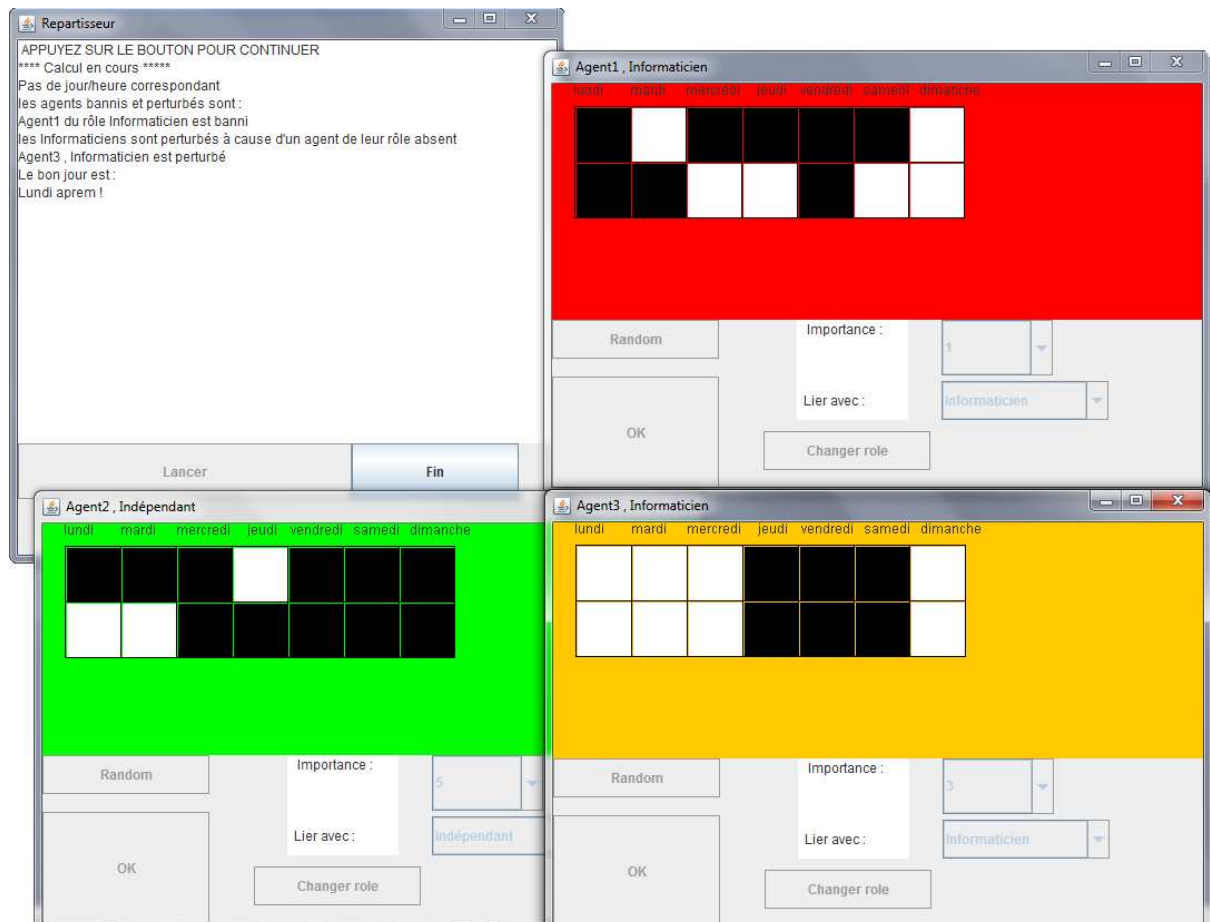 Repartisseur
APPUYEZ SUR LE BOUTON POUR CONTINUER
**** Calcul en cours *****
Pas de jour/heure correspondant
les agents bannis et perturbés sont :
Agent1 du rôle Informaticien est banni
les Informaticiens sont perturbés à cause d'un agent de leur rôle absent
Agent3 , Informaticien est perturbé
Le bon jour est :
Lundi aprem !
Lancer Fin
Agent1 , Informaticien
lundi mardi mercredi jeudi vendredi samedi dimanche
Random Importance : 1
Lier avec : Informaticien
OK Changer role
Agent2 , Indépendant
lundi mardi mercredi jeudi vendredi samedi dimanche
Random Importance : 5
Lier avec : Indépendant
OK Changer role
Agent3 , Informaticien
lundi mardi mercredi jeudi vendredi samedi dimanche
Random Importance : 3
Lier avec : Informaticien
OK Changer role